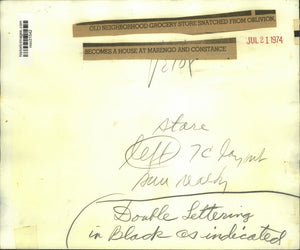 OLD NEIGHBORHOOD GROCERY STORE SNATCHED FROM OBLIVION,
BECOMES A HOUSE AT MARENGO AND CONSTANCE
JUL 21 1974
store
left 7C layout
Double Lettering
in Black as indicated